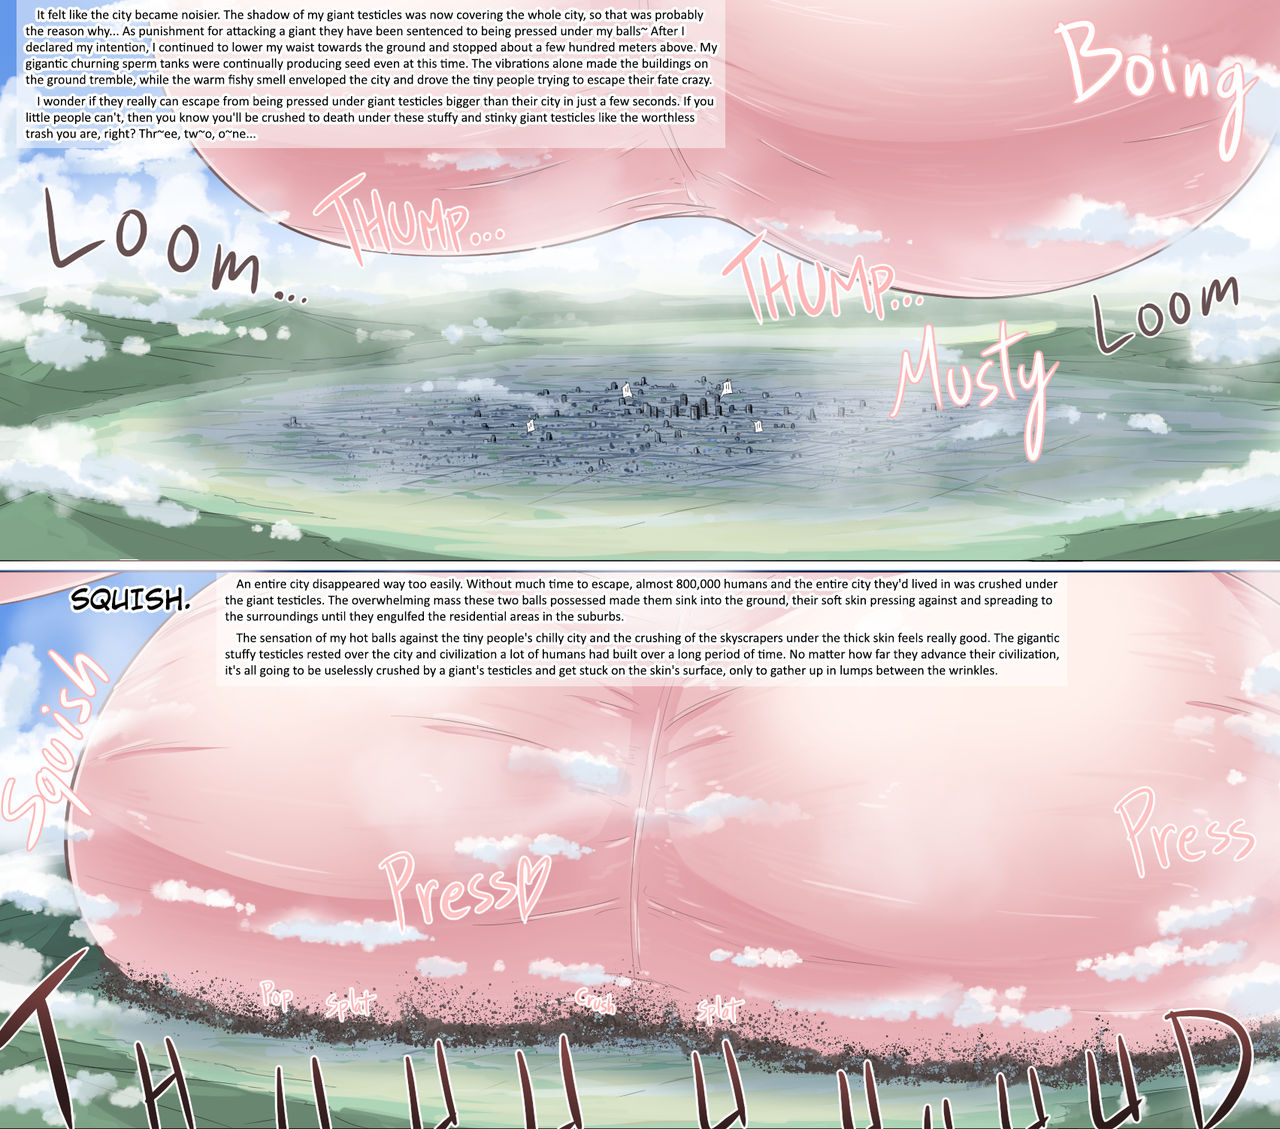 It felt like the city became noisier. The shadow of my giant testicles was now covering the whole city, so that was probably
the reason why... As punishment for attacking a giant they have been sentenced to being pressed under my balls~ After I
declared my intention, I continued to lower my waist towards the ground and stopped about a few hundred meters above. My
gigantic churning sperm tanks were continually producing seed even at this time. The vibrations alone made the buildings on
the ground tremble, while the warm fishy smell enveloped the city and drove the tiny people trying to escape their fate crazy.
I wonder if they really can escape from being pressed under giant testicles bigger than their city in just a few seconds. If you
little people can't, then you know you'll be crushed to death under these stuffy and stinky giant testicles like the worthless
trash you are, right? Thr~ee, tw~o, o~ne...
Boing
Loom...
THUMP...
THUMP...
Loom
Musty
SQUISH.
An entire city disappeared way too easily. Without much time to escape, almost 800,000 humans and the entire city they'd lived in was crushed under
the giant testicles. The overwhelming mass these two balls possessed made them sink into the ground, their soft skin pressing against and spreading to
the surroundings until they engulfed the residential areas in the suburbs.
The sensation of my hot balls against the tiny people's chilly city and the crushing of the skyscrapers under the thick skin feels really good. The gigantic
stuffy testicles rested over the city and civilization a lot of humans had built over a long period of time. No matter how far they advance their civilization,
it's all going to be uselessly crushed by a giant's testicles and get stuck on the skin's surface, only to gather up in lumps between the wrinkles.
Squish
Press
Press♡
Pop
Splat
Crush
Splat
THUUUUUUUUD